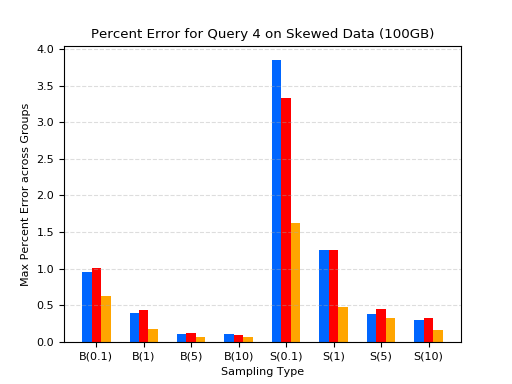 Percent Error for Query 4 on Skewed Data (100GB)
Max Percent Error across Groups
4.0
3.5
3.0
2.5
2.0
1.5
1.0
0.5
0.0
B(0.1) B(1) B(5) B(10) S(0.1) S(1) S(5) S(10)
Sampling Type